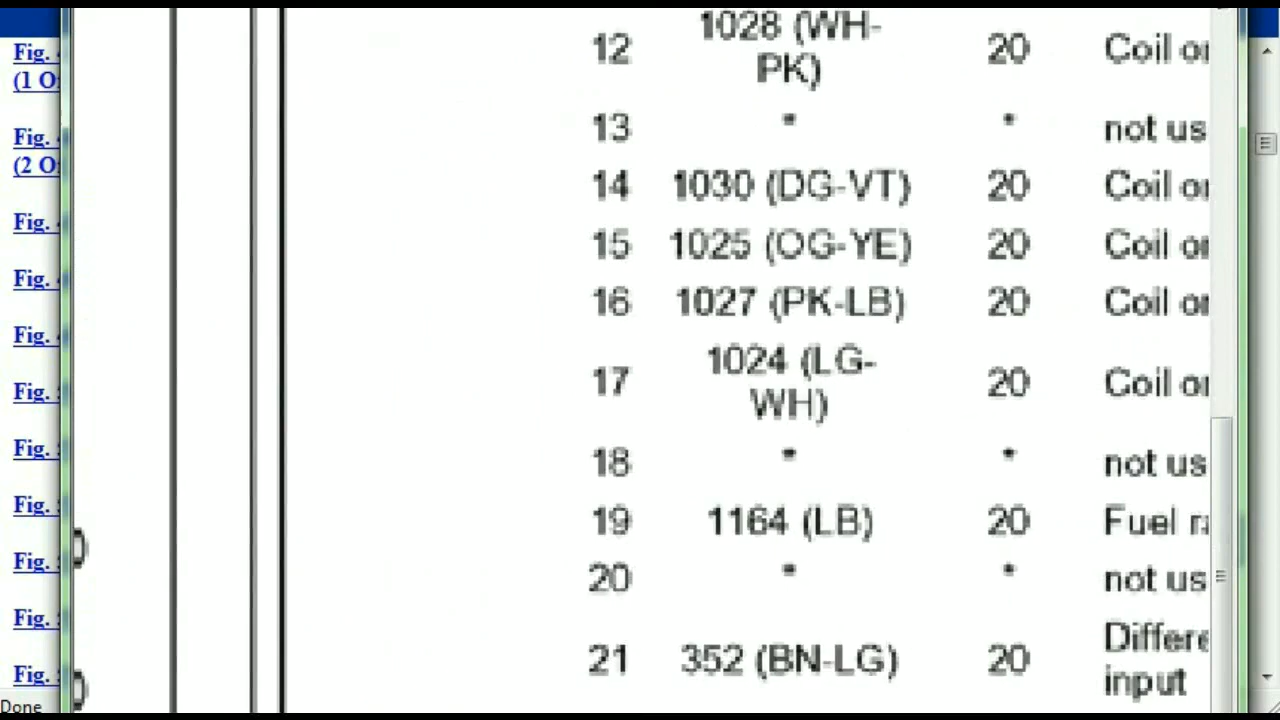 Fig.
(1 O
Fig.
(2 O
Fig.
Fig.
Fig.
Fig.
Fig.
Fig.
Fig.
Fig.
Fig.
Done
12 1028 (WH- 20 Coil o
PK)
13 * * not us
14 1030 (DG-VT) 20 Coil o
15 1025 (OG-YE) 20 Coil o
16 1027 (PK-LB) 20 Coil o
17 1024 (LG- 20 Coil o
WH)
18 * * not us
19 1164 (LB) 20 Fuel r
20 * * not us
21 352 (BN-LG) 20 Differe
input